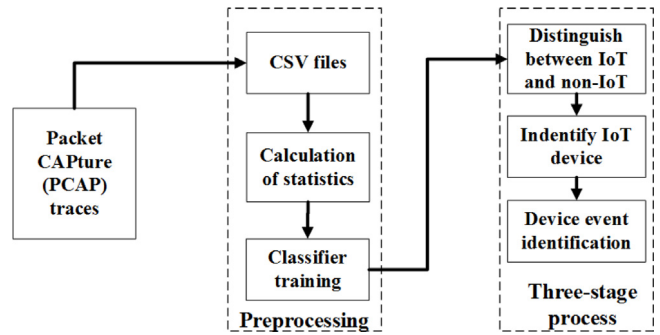 Packet
CAPture
(PCAP)
traces
CSV files
Calculation
of statistics
Classifier
training
Preprocessing
Distinguish
between IoT
and non-IoT
Indentify IoT
device
Device event
identification
Three-stage
process